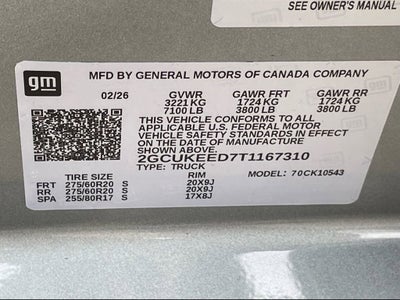 SEE OWNER'S MANUAL
gm
MFD BY GENERAL MOTORS OF CANADA COMPANY
02/26 GVWR GAWR FRT GAWR RR
3221 KG 1724 KG 1724 KG
7100 LB 3800 LB 3800 LB
THIS VEHICLE CONFORMS TO ALL
APPLICABLE U.S. FEDERAL MOTOR
VEHICLE SAFETY STANDARDS IN EFFECT
ON THE DATE OF MANUFACTURE
SHOWN ABOVE
2GCUKEED7T1167310
TYPE: TRUCK
TIRE SIZE RIM MODEL: 70CK10543
FRT 275/60R20 S 20X9J
RR 275/60R20 S 20X9J
SPA 255/80R17 S 17X8J